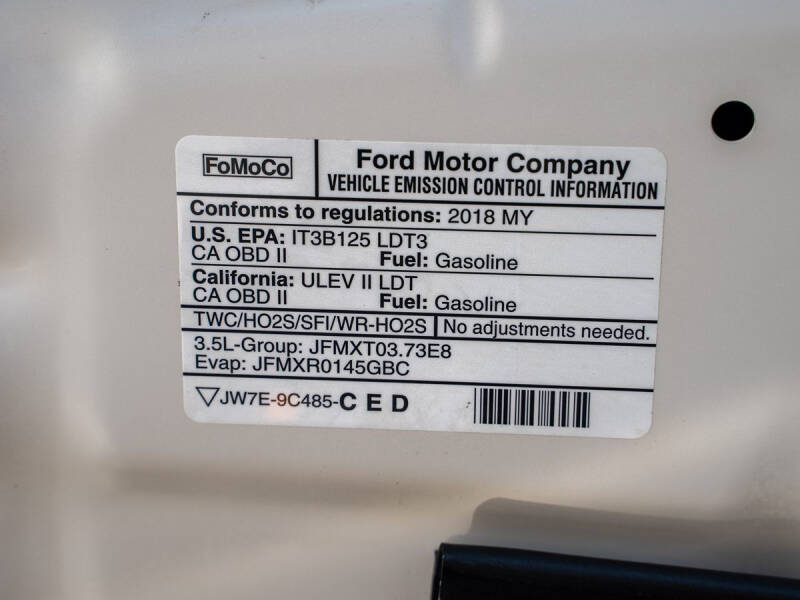 FoMoCo
Ford Motor Company
VEHICLE EMISSION CONTROL INFORMATION
Conforms to regulations: 2018 MY
U.S. EPA: IT3B125 LDT3
CA OBD II Fuel: Gasoline
California: ULEV II LDT
CA OBD II Fuel: Gasoline
TWC/HO2S/SFI/WR-HO2S No adjustments needed.
3.5L-Group: JFMXT03.73E8
Evap: JFMXR0145GBC
JW7E-9C485-CED